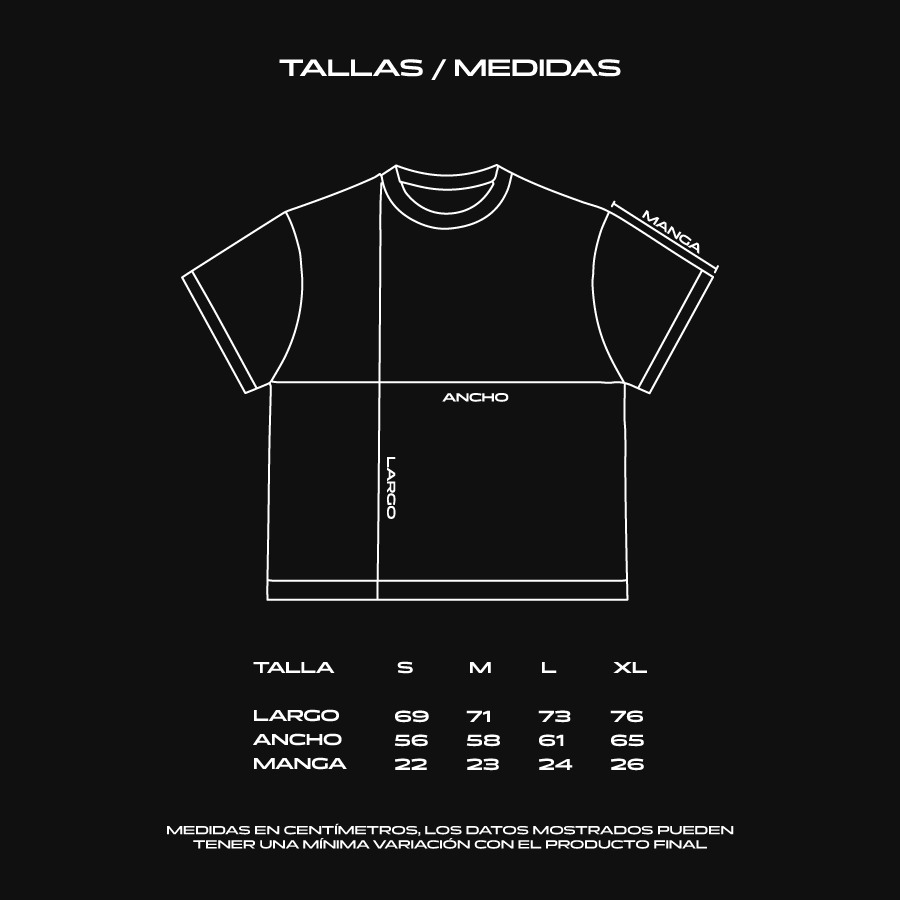 TALLAS / MEDIDAS
MANGA
ANCHO
LARGO
TALLA S M L XL
LARGO 69 71 73 76
ANCHO 56 58 61 65
MANGA 22 23 24 26
MEDIDAS EN CENTÍMETROS, LOS DATOS MOSTRADOS PUEDEN
TENER UNA MÍNIMA VARIACIÓN CON EL PRODUCTO FINAL